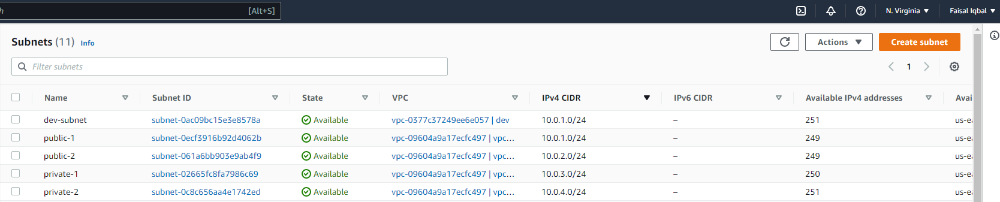 h [Alt+S] N. Virginia Faisal Iqbal
Subnets (11) Info Actions Create subnet
Filter subnets 1
Name Subnet ID State VPC IPv4 CIDR IPv6 CIDR Available IPv4 addresses Avai
dev-subnet subnet-0ac09bc15e3e8578a Available vpc-0377c37249ee6e057 | dev 10.0.1.0/24 – 251 us-ea
public-1 subnet-0ecf3916b92d4062b Available vpc-09604a9a17ecfc497 | vpc... 10.0.1.0/24 – 249 us-ea
public-2 subnet-061a6bb903e9ab4f9 Available vpc-09604a9a17ecfc497 | vpc... 10.0.2.0/24 – 249 us-ea
private-1 subnet-02665fc8fa7986c69 Available vpc-09604a9a17ecfc497 | vpc... 10.0.3.0/24 – 250 us-ea
private-2 subnet-0c8c656aa4e1742ed Available vpc-09604a9a17ecfc497 | vpc... 10.0.4.0/24 – 251 us-ea